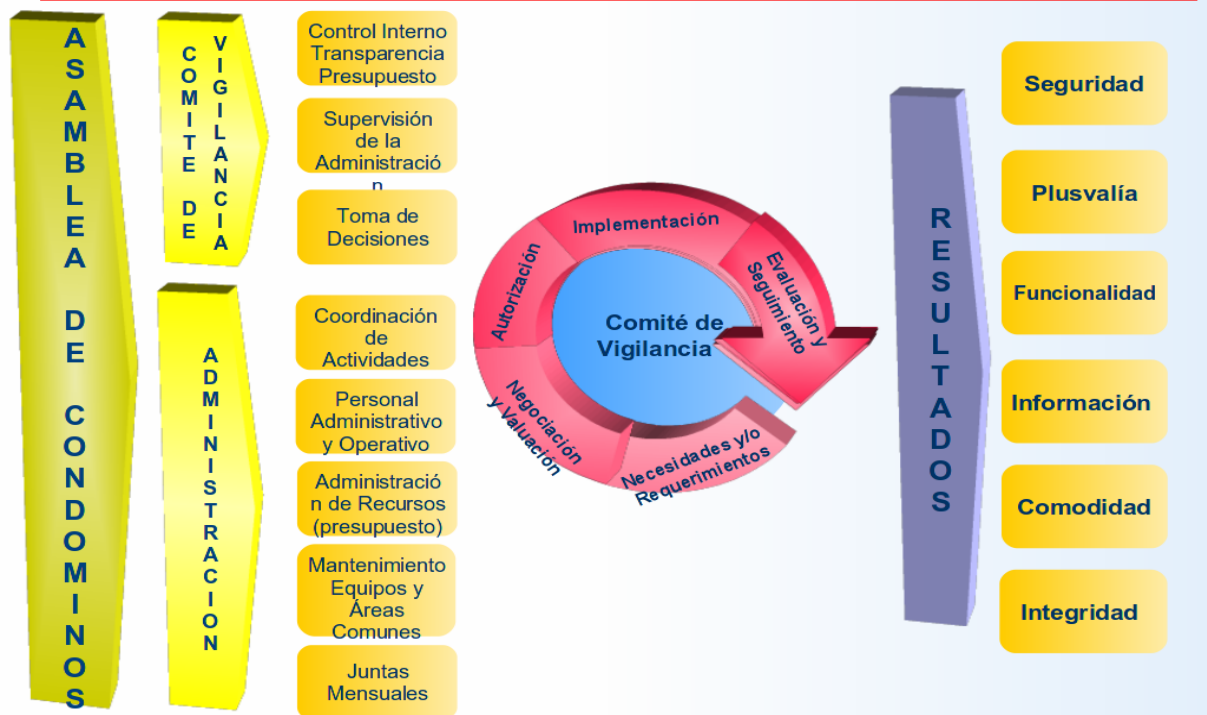 ASAMBLEA DE CONDOMINOS
COMITE DE
VIGILANCIA
Control Interno
Transparencia
Presupuesto
Supervisión
de la
Administració
n
Toma de
Decisiones
ADMINISTRACION
Coordinación
de
Actividades
Personal
Administrativo
y Operativo
Administració
n de Recursos
(presupuesto)
Mantenimiento
Equipos y
Áreas
Comunes
Juntas
Mensuales
Comité de
Vigilancia
Necesidades y/o
Requerimientos
Negociación
y Valuación
Autorización
Implementación
Evaluación y
Seguimiento
RESULTADOS
Seguridad
Plusvalía
Funcionalidad
Información
Comodidad
Integridad